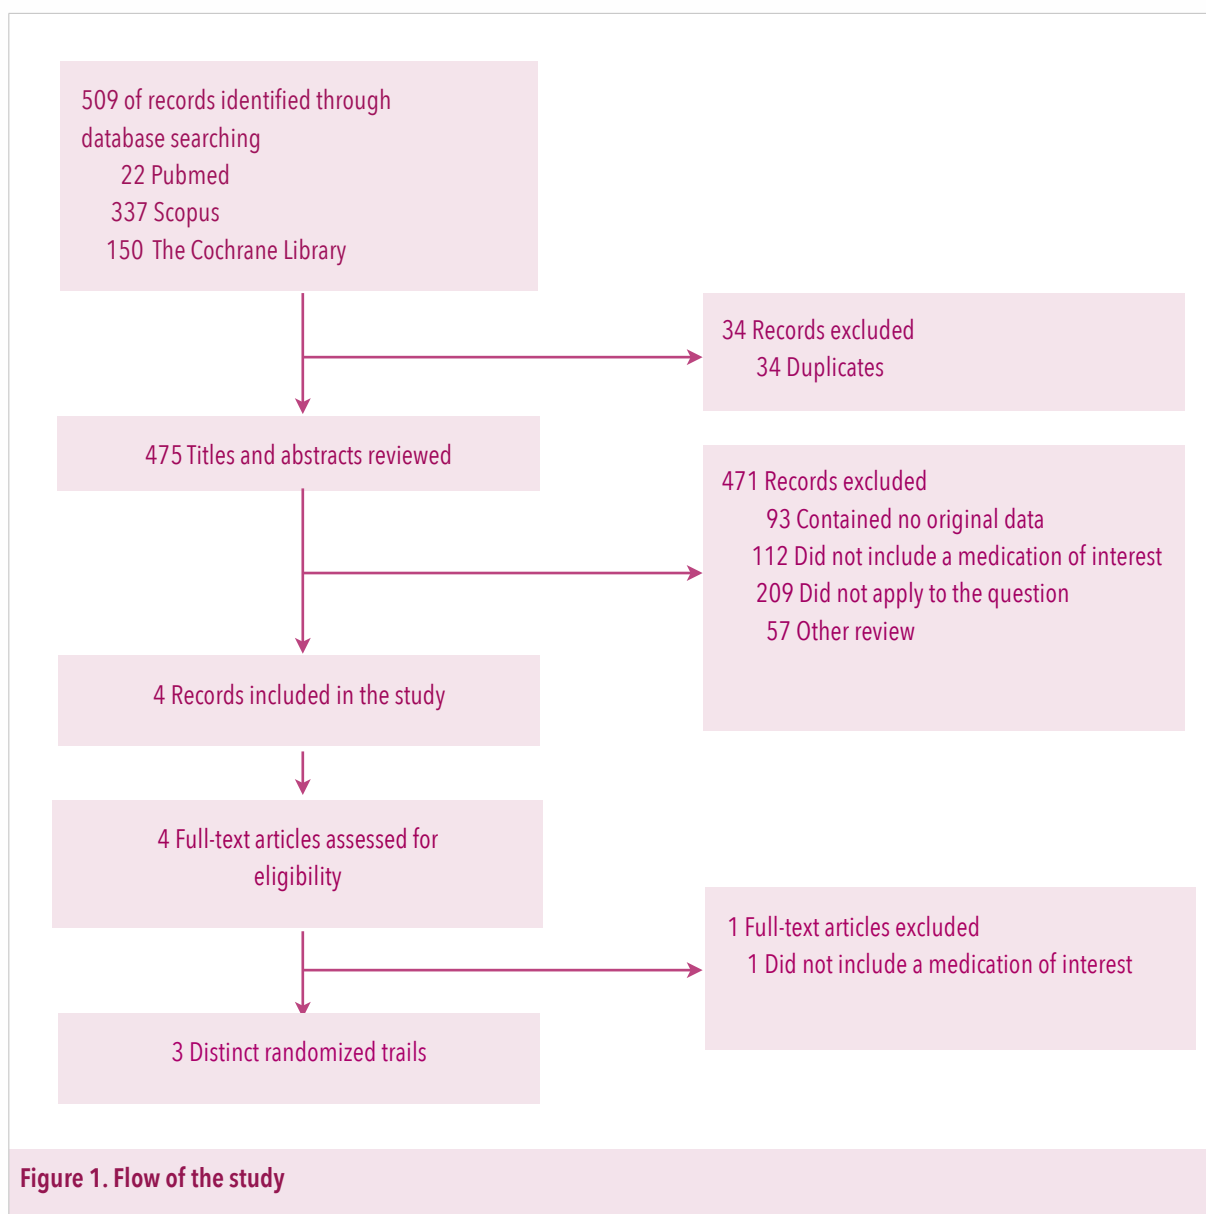 509 of records identified through
database searching
22 Pubmed
337 Scopus
150 The Cochrane Library
34 Records excluded
34 Duplicates
475 Titles and abstracts reviewed
471 Records excluded
93 Contained no original data
112 Did not include a medication of interest
209 Did not apply to the question
57 Other review
4 Records included in the study
4 Full-text articles assessed for
eligibility
1 Full-text articles excluded
1 Did not include a medication of interest
3 Distinct randomized trails
Figure 1. Flow of the study